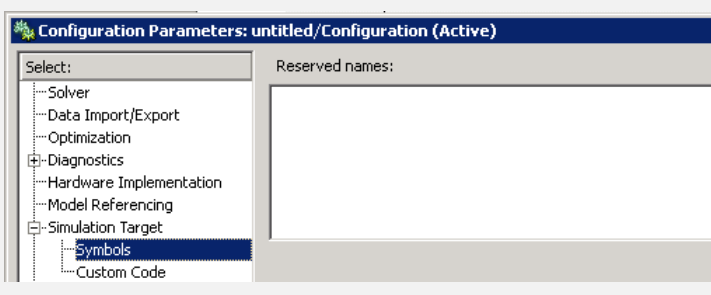 Configuration Parameters: untitled/Configuration (Active)
Select:
Solver
Data Import/Export
Optimization
Diagnostics
Hardware Implementation
Model Referencing
Simulation Target
Symbols
Custom Code
Reserved names: